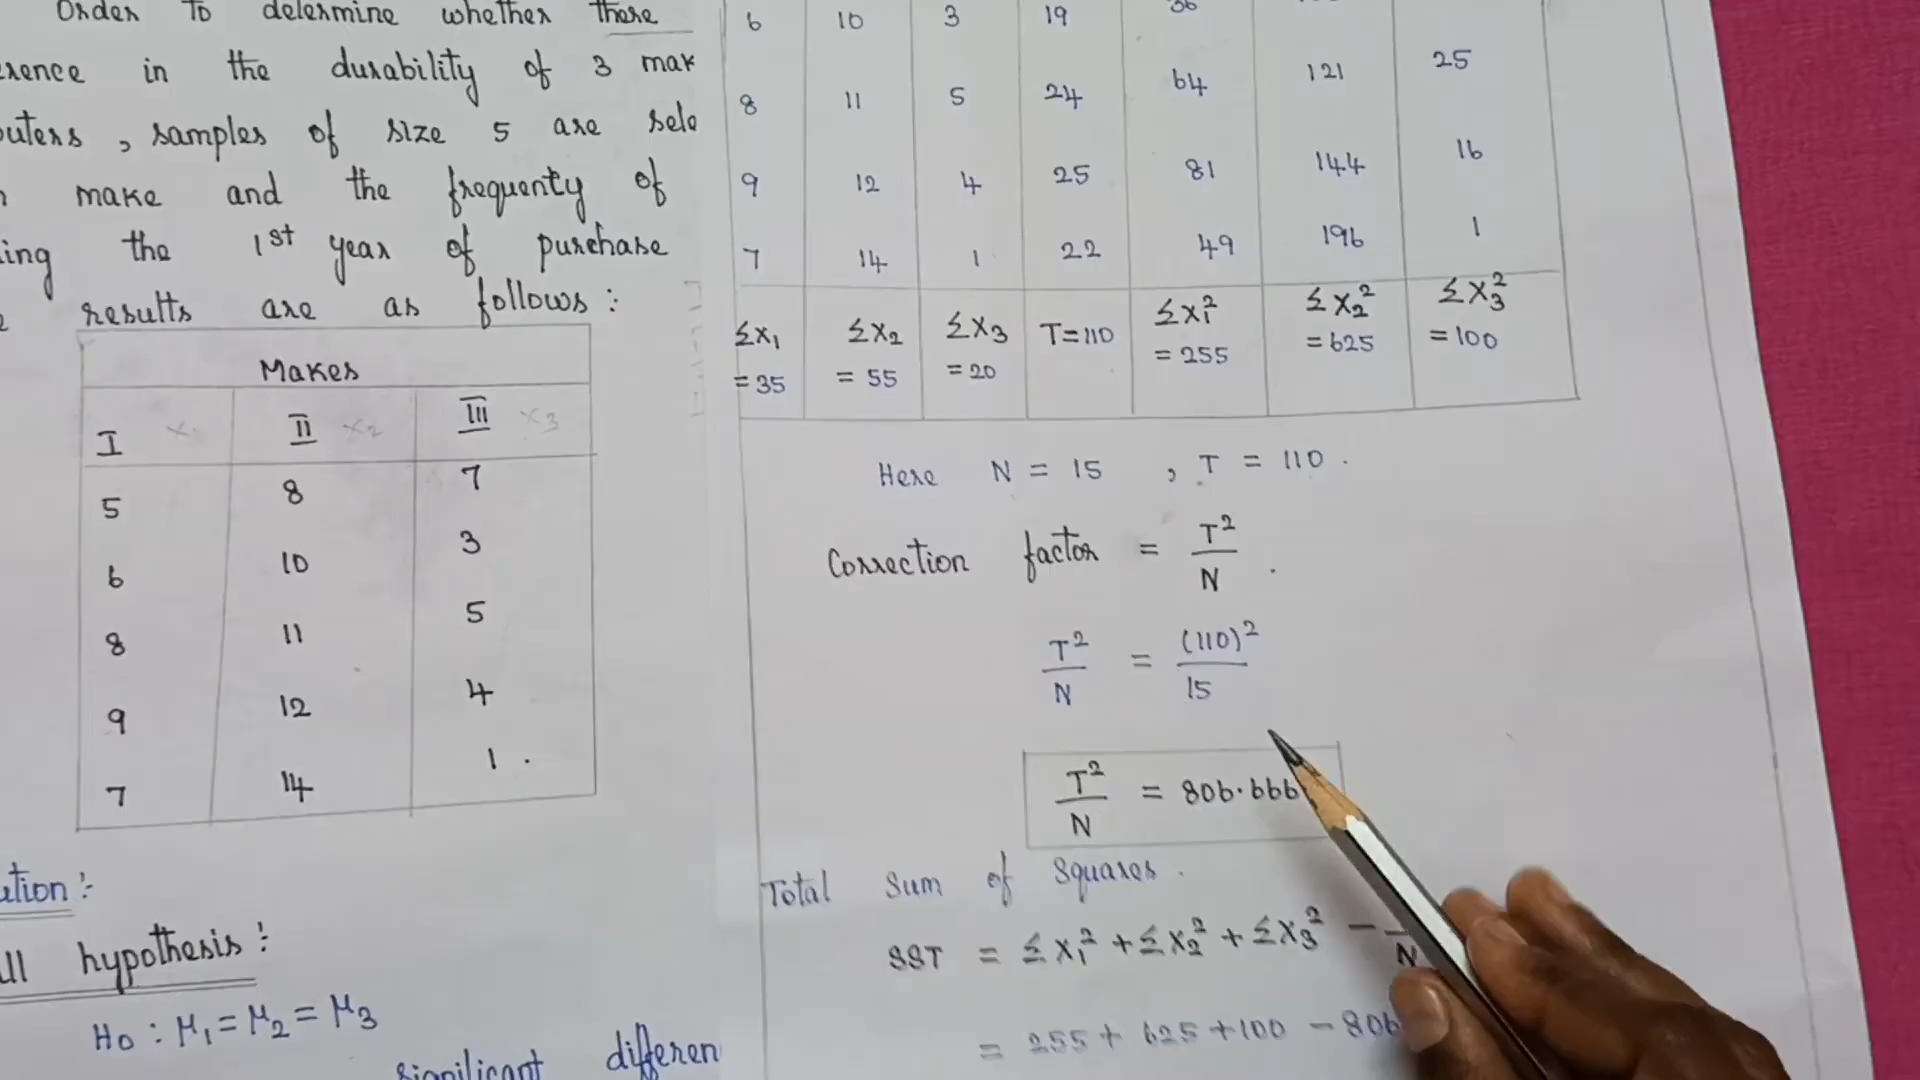 Order to determine whether there
erence in the durability of 3 mak
outers , samples of size 5 are sele
make and the frequenty of
ing the 1st year of purchase
results are as follows :
Makes
I X II X2 III X3
5 8 7
6 10 3
8 11 5
9 12 4
7 14 1 .
ution :-
ll hypothesis :
H0 : μ1 = μ2 = μ3
significant differen
6 10 3 19 36
8 11 5 24 64 121 25
9 12 4 25 81 144 16
7 14 1 22 49 196 1
ΣX1 = 35 ΣX2 = 55 ΣX3 = 20 T=110 ΣX1² = 255 ΣX2² = 625 ΣX3² = 100
Here N = 15 , T = 110 .
Correction factor = T²/N .
T²/N = (110)²/15
T²/N = 806.666
Total Sum of Squares .
SST = ΣX1² + ΣX2² + ΣX3² - /N
= 255 + 625 + 100 - 806